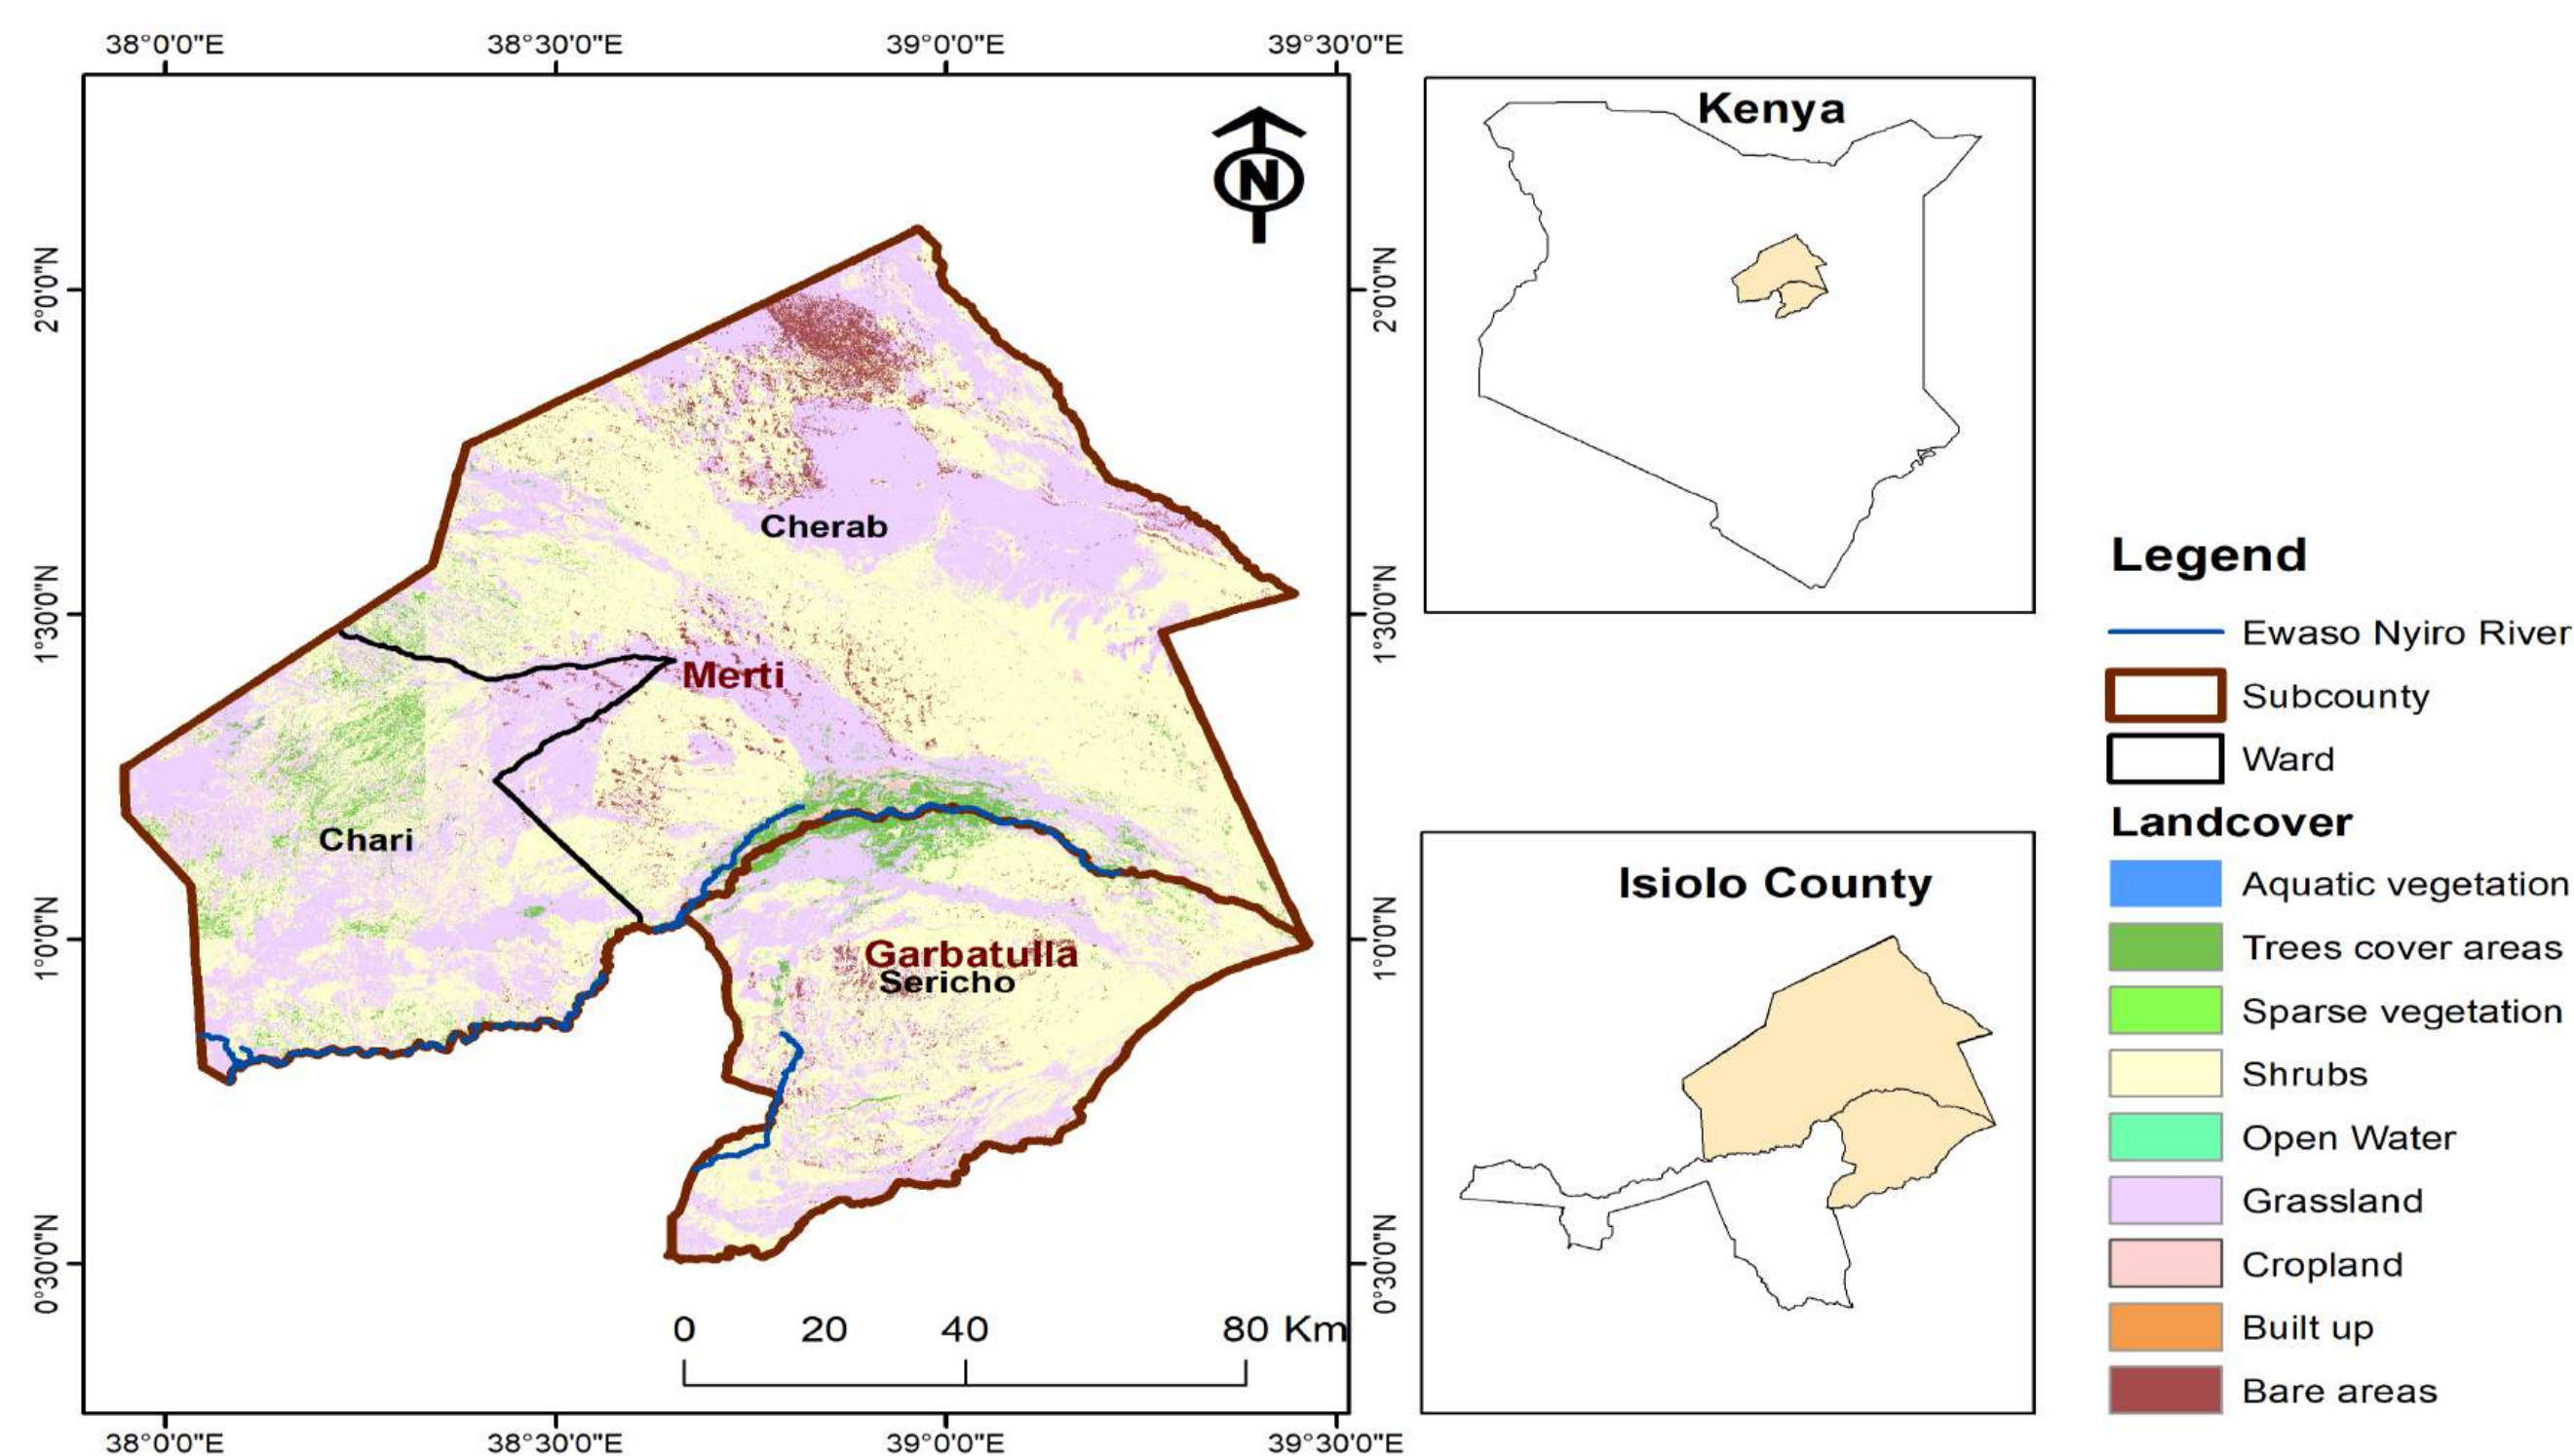 38°0'0"E 38°30'0"E 39°0'0"E 39°30'0"E
N
2°0'0"N
2°0'0"N
1°30'0"N
1°30'0"N
1°0'0"N
1°0'0"N
0°30'0"N
0°30'0"N
Cherab
Merti
Chari
Garbatulla
Sericho
0 20 40 80 Km
38°0'0"E 38°30'0"E 39°0'0"E 39°30'0"E
Kenya
Isiolo County
Legend
Ewaso Nyiro River
Subcounty
Ward
Landcover
Aquatic vegetation
Trees cover areas
Sparse vegetation
Shrubs
Open Water
Grassland
Cropland
Built up
Bare areas